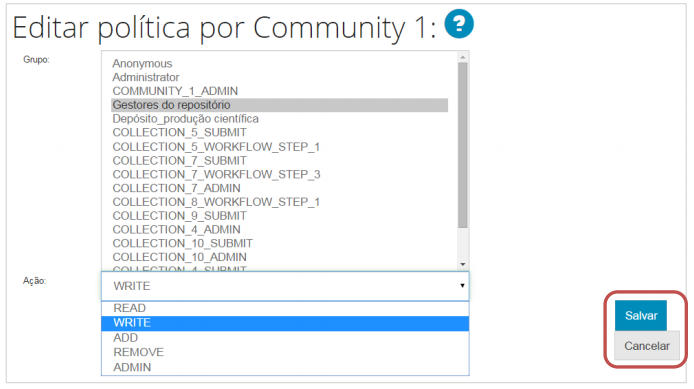 Editar política por Community 1: ?
Grupo:
Anonymous
Administrator
COMMUNITY_1_ADMIN
Gestores do repositório
Depósito_produção científica
COLLECTION_5_SUBMIT
COLLECTION_5_WORKFLOW_STEP_1
COLLECTION_7_SUBMIT
COLLECTION_7_WORKFLOW_STEP_3
COLLECTION_7_ADMIN
COLLECTION_8_WORKFLOW_STEP_1
COLLECTION_9_SUBMIT
COLLECTION_4_ADMIN
COLLECTION_10_SUBMIT
COLLECTION_10_ADMIN
COLLECTION_4_SUBMIT
Ação:
WRITE
READ
WRITE
ADD
REMOVE
ADMIN
Salvar
Cancelar